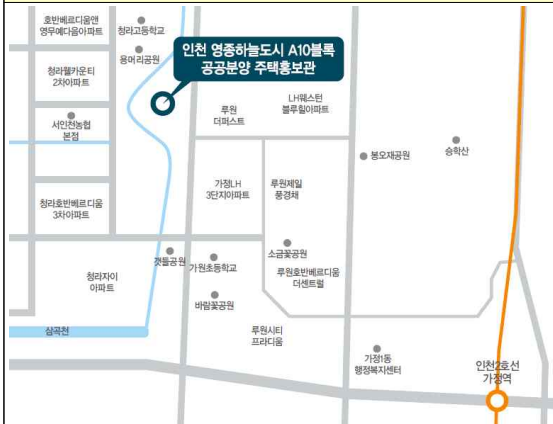 호반베르디움앤
영무예다음아파트
청라고등학교
용머리공원
인천 영종하늘도시 A10블록
공공분양 주택홍보관
청라웰카운티
2차아파트
루원
더퍼스트
LH웨스턴
블루힐아파트
서인천농협
본점
봉오재공원
승학산
가정LH
3단지아파트
루원제일
풍경채
청라호반베르디움
3차아파트
갯들공원
가원초등학교
소금꽃공원
루원호반베르디움
더센트럴
청라자이
아파트
바람꽃공원
심곡천
루원시티
프라디움
가정1동
행정복지센터
인천2호선
가정역